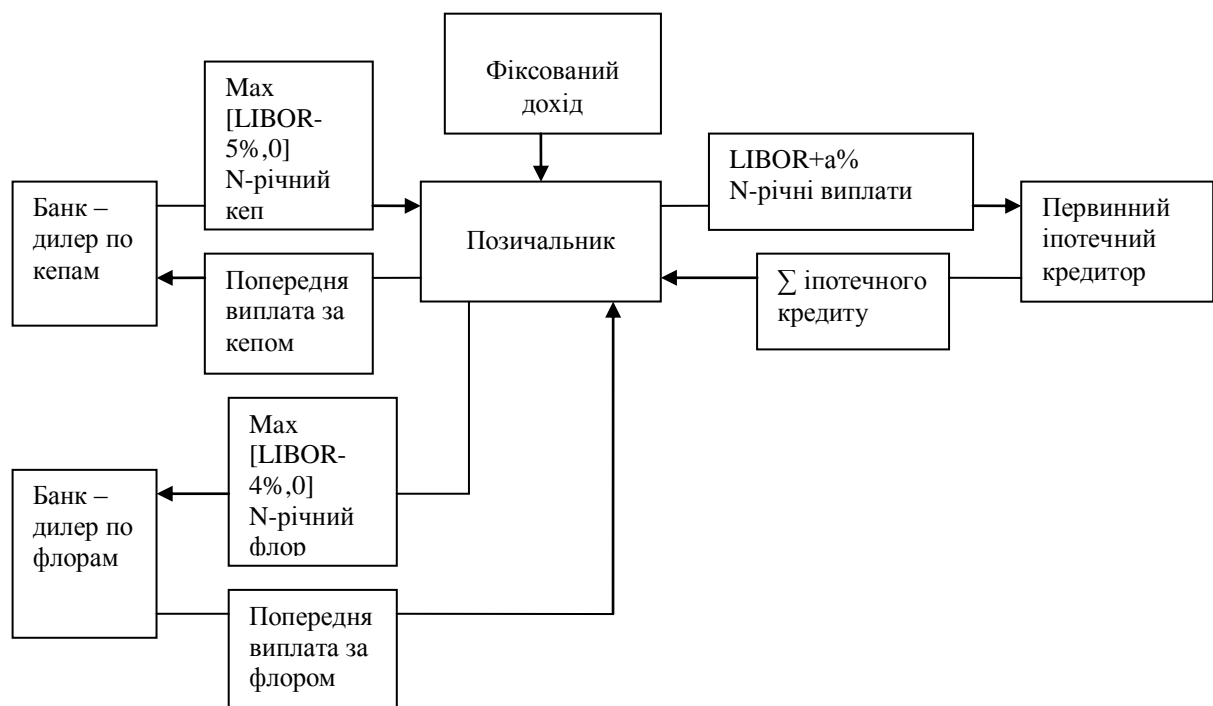 Фіксований
дохід
Max
[LIBOR-
5%,0]
N-річний
кеп
LIBOR+a%
N-річні виплати
Банк –
дилер по
кепам
Позичальник
Первинний
іпотечний
кредитор
Попередня
виплата за
кепом
∑ іпотечного
кредиту
Max
[LIBOR-
4%,0]
N-річний
флор
Банк –
дилер по
флорам
Попередня
виплата за
флором